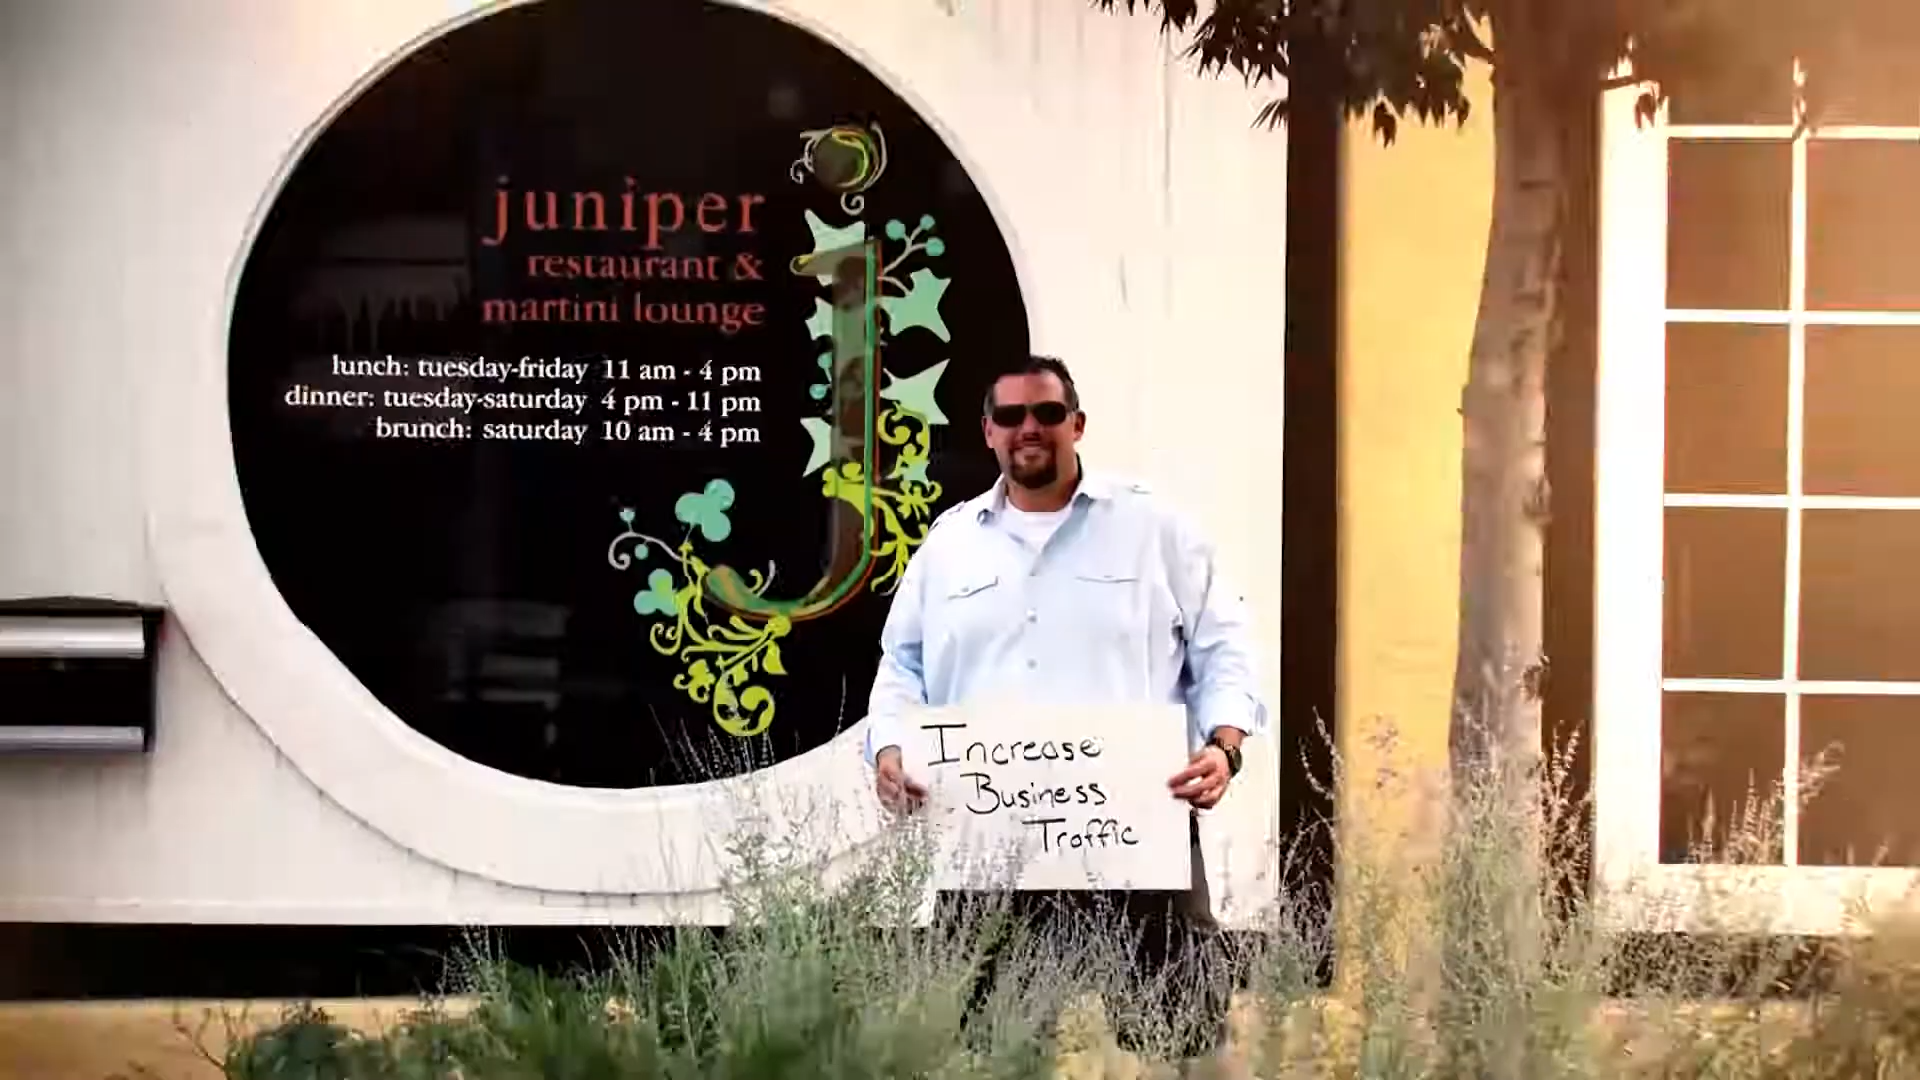 juniper
restaurant &
martini lounge
lunch: tuesday-friday 11 am - 4 pm
dinner: tuesday-saturday 4 pm - 11 pm
brunch: saturday 10 am - 4 pm
J
Increase
Business
Traffic